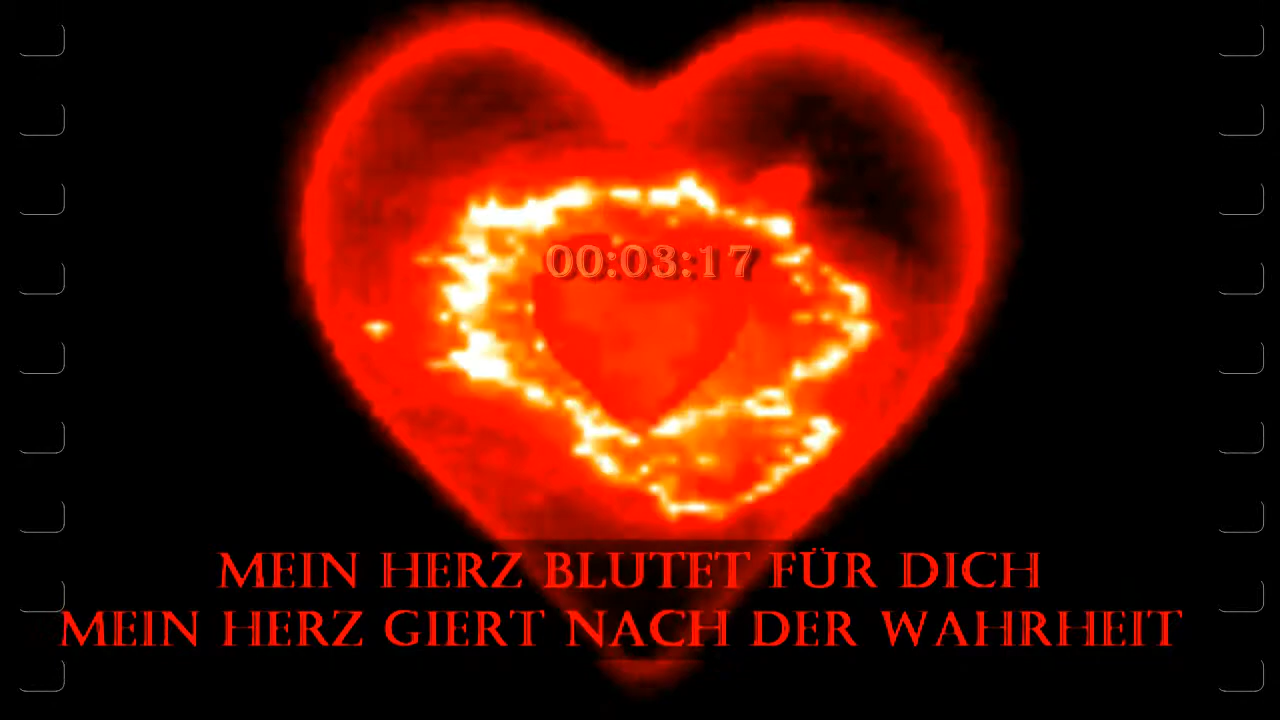 00:03:17
MEIN HERZ BLUTET FÜR DICH
MEIN HERZ GIERT NACH DER WAHRHEIT